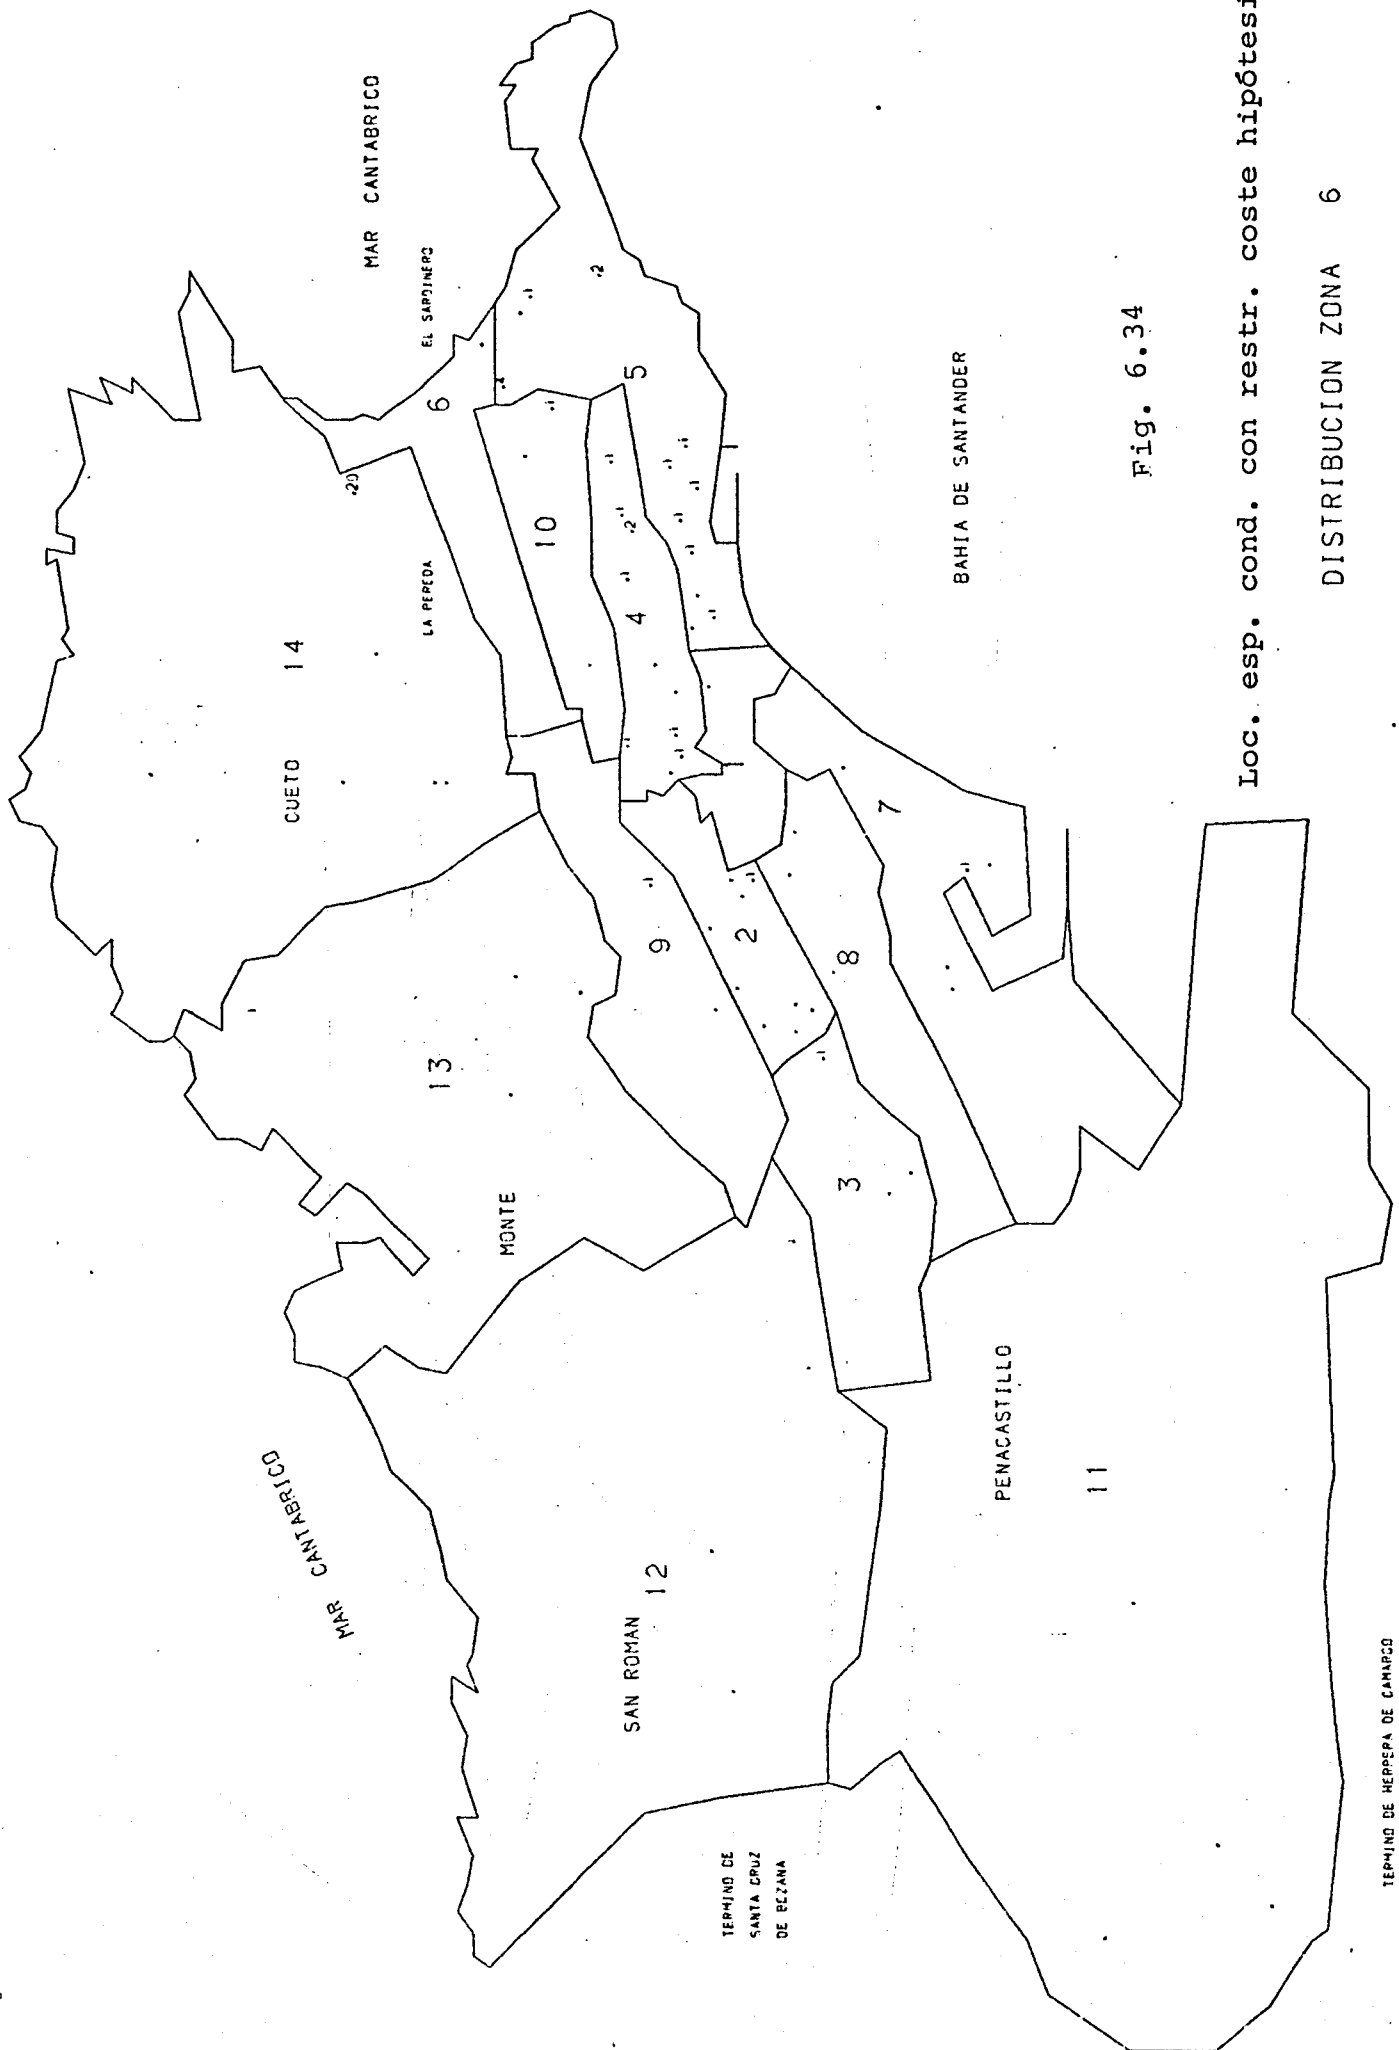 MAR CANTABRICO
MAR CANTABRICO
EL SARDINERO
LA PEREDA
CUETO
14
6
5
10
4
.20
.2
.2
13
MONTE
9
2
8
7
3
12
SAN ROMAN
PENACASTILLO
11
BAHIA DE SANTANDER
TERMINO DE
SANTA CRUZ
DE BEZANA
TERMINO DE HERRERA DE CAMARGO
Fig. 6.34
Loc. esp. cond. con restr. coste hipótesi
DISTRIBUCION ZONA 6